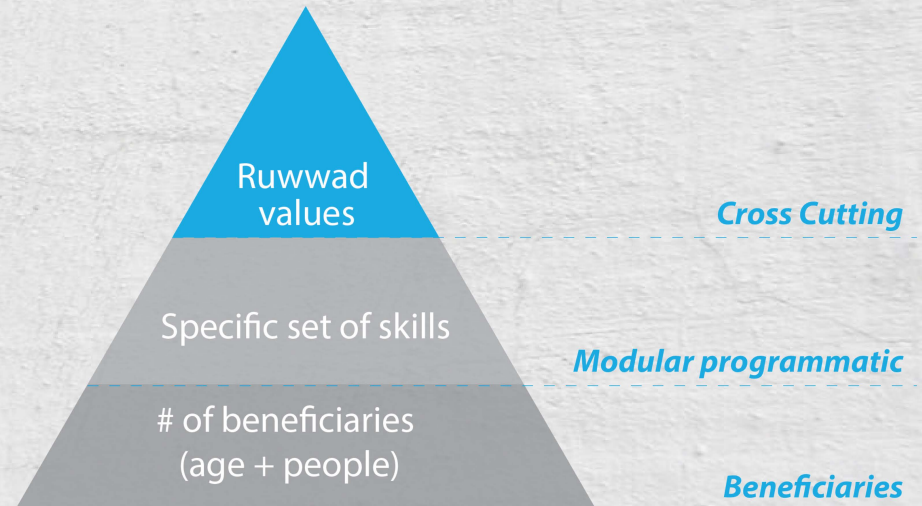 Ruwwad
values
Cross Cutting
Specific set of skills
Modular programmatic
# of beneficiaries
(age + people)
Beneficiaries